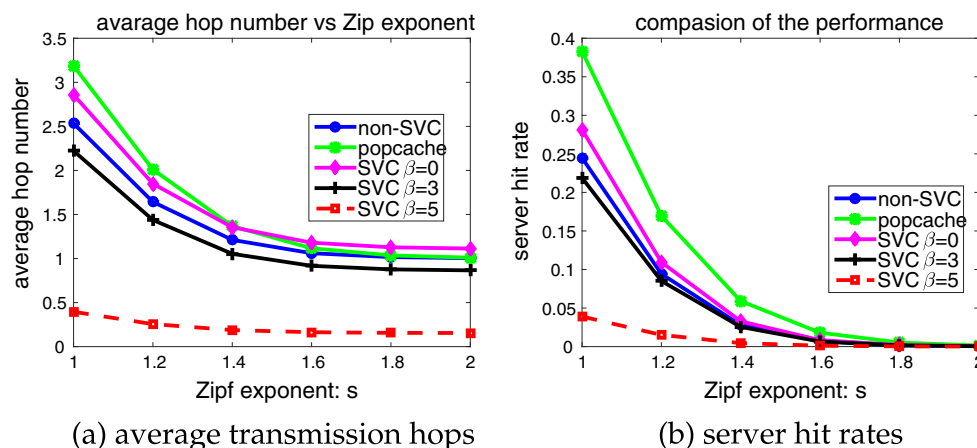 avarage hop number vs Zip exponent
average hop number
3.5
3
2.5
2
1.5
1
0.5
0
non-SVC
popcache
SVC β=0
SVC β=3
SVC β=5
1 1.2 1.4 1.6 1.8 2
Zipf exponent: s
(a) average transmission hops
compasion of the performance
server hit rate
0.4
0.35
0.3
0.25
0.2
0.15
0.1
0.05
0
non-SVC
popcache
SVC β=0
SVC β=3
SVC β=5
1 1.2 1.4 1.6 1.8 2
Zipf exponent: s
(b) server hit rates